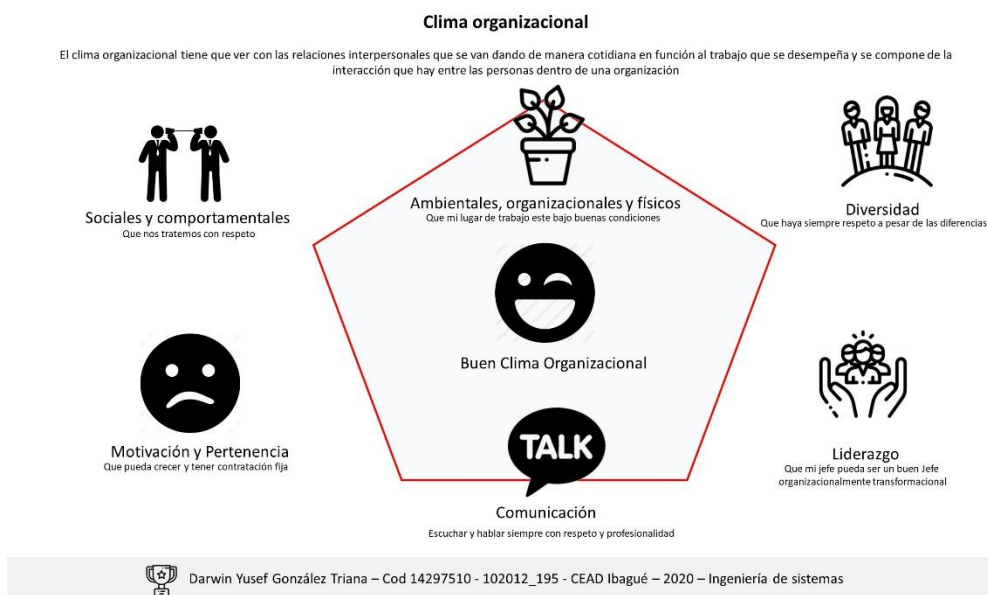 Clima organizacional
El clima organizacional tiene que ver con las relaciones interpersonales que se van dando de manera cotidiana en función al trabajo que se desempeña y se compone de la
interacción que hay entre las personas dentro de una organización
Sociales y comportamentales
Que nos tratemos con respeto
Ambientales, organizacionales y físicos
Que mi lugar de trabajo este bajo buenas condiciones
Diversidad
Que haya siempre respeto a pesar de las diferencias
Buen Clima Organizacional
Motivación y Pertenencia
Que pueda crecer y tener contratación fija
TALK
Comunicación
Escuchar y hablar siempre con respeto y profesionalidad
Liderazgo
Que mi jefe pueda ser un buen Jefe
organizacionalmente transformacional
Darwin Yusef González Triana – Cod 14297510 - 102012_195 - CEAD Ibagué – 2020 – Ingeniería de sistemas